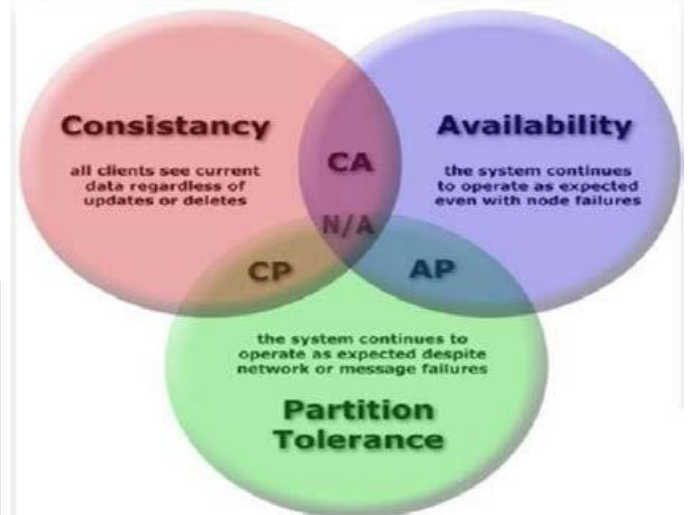 Consistancy
all clients see current
data regardless of
updates or deletes
Availability
the system continues
to operate as expected
even with node failures
CA
N/A
CP
AP
the system continues to
operate as expected despite
network or message failures
Partition
Tolerance